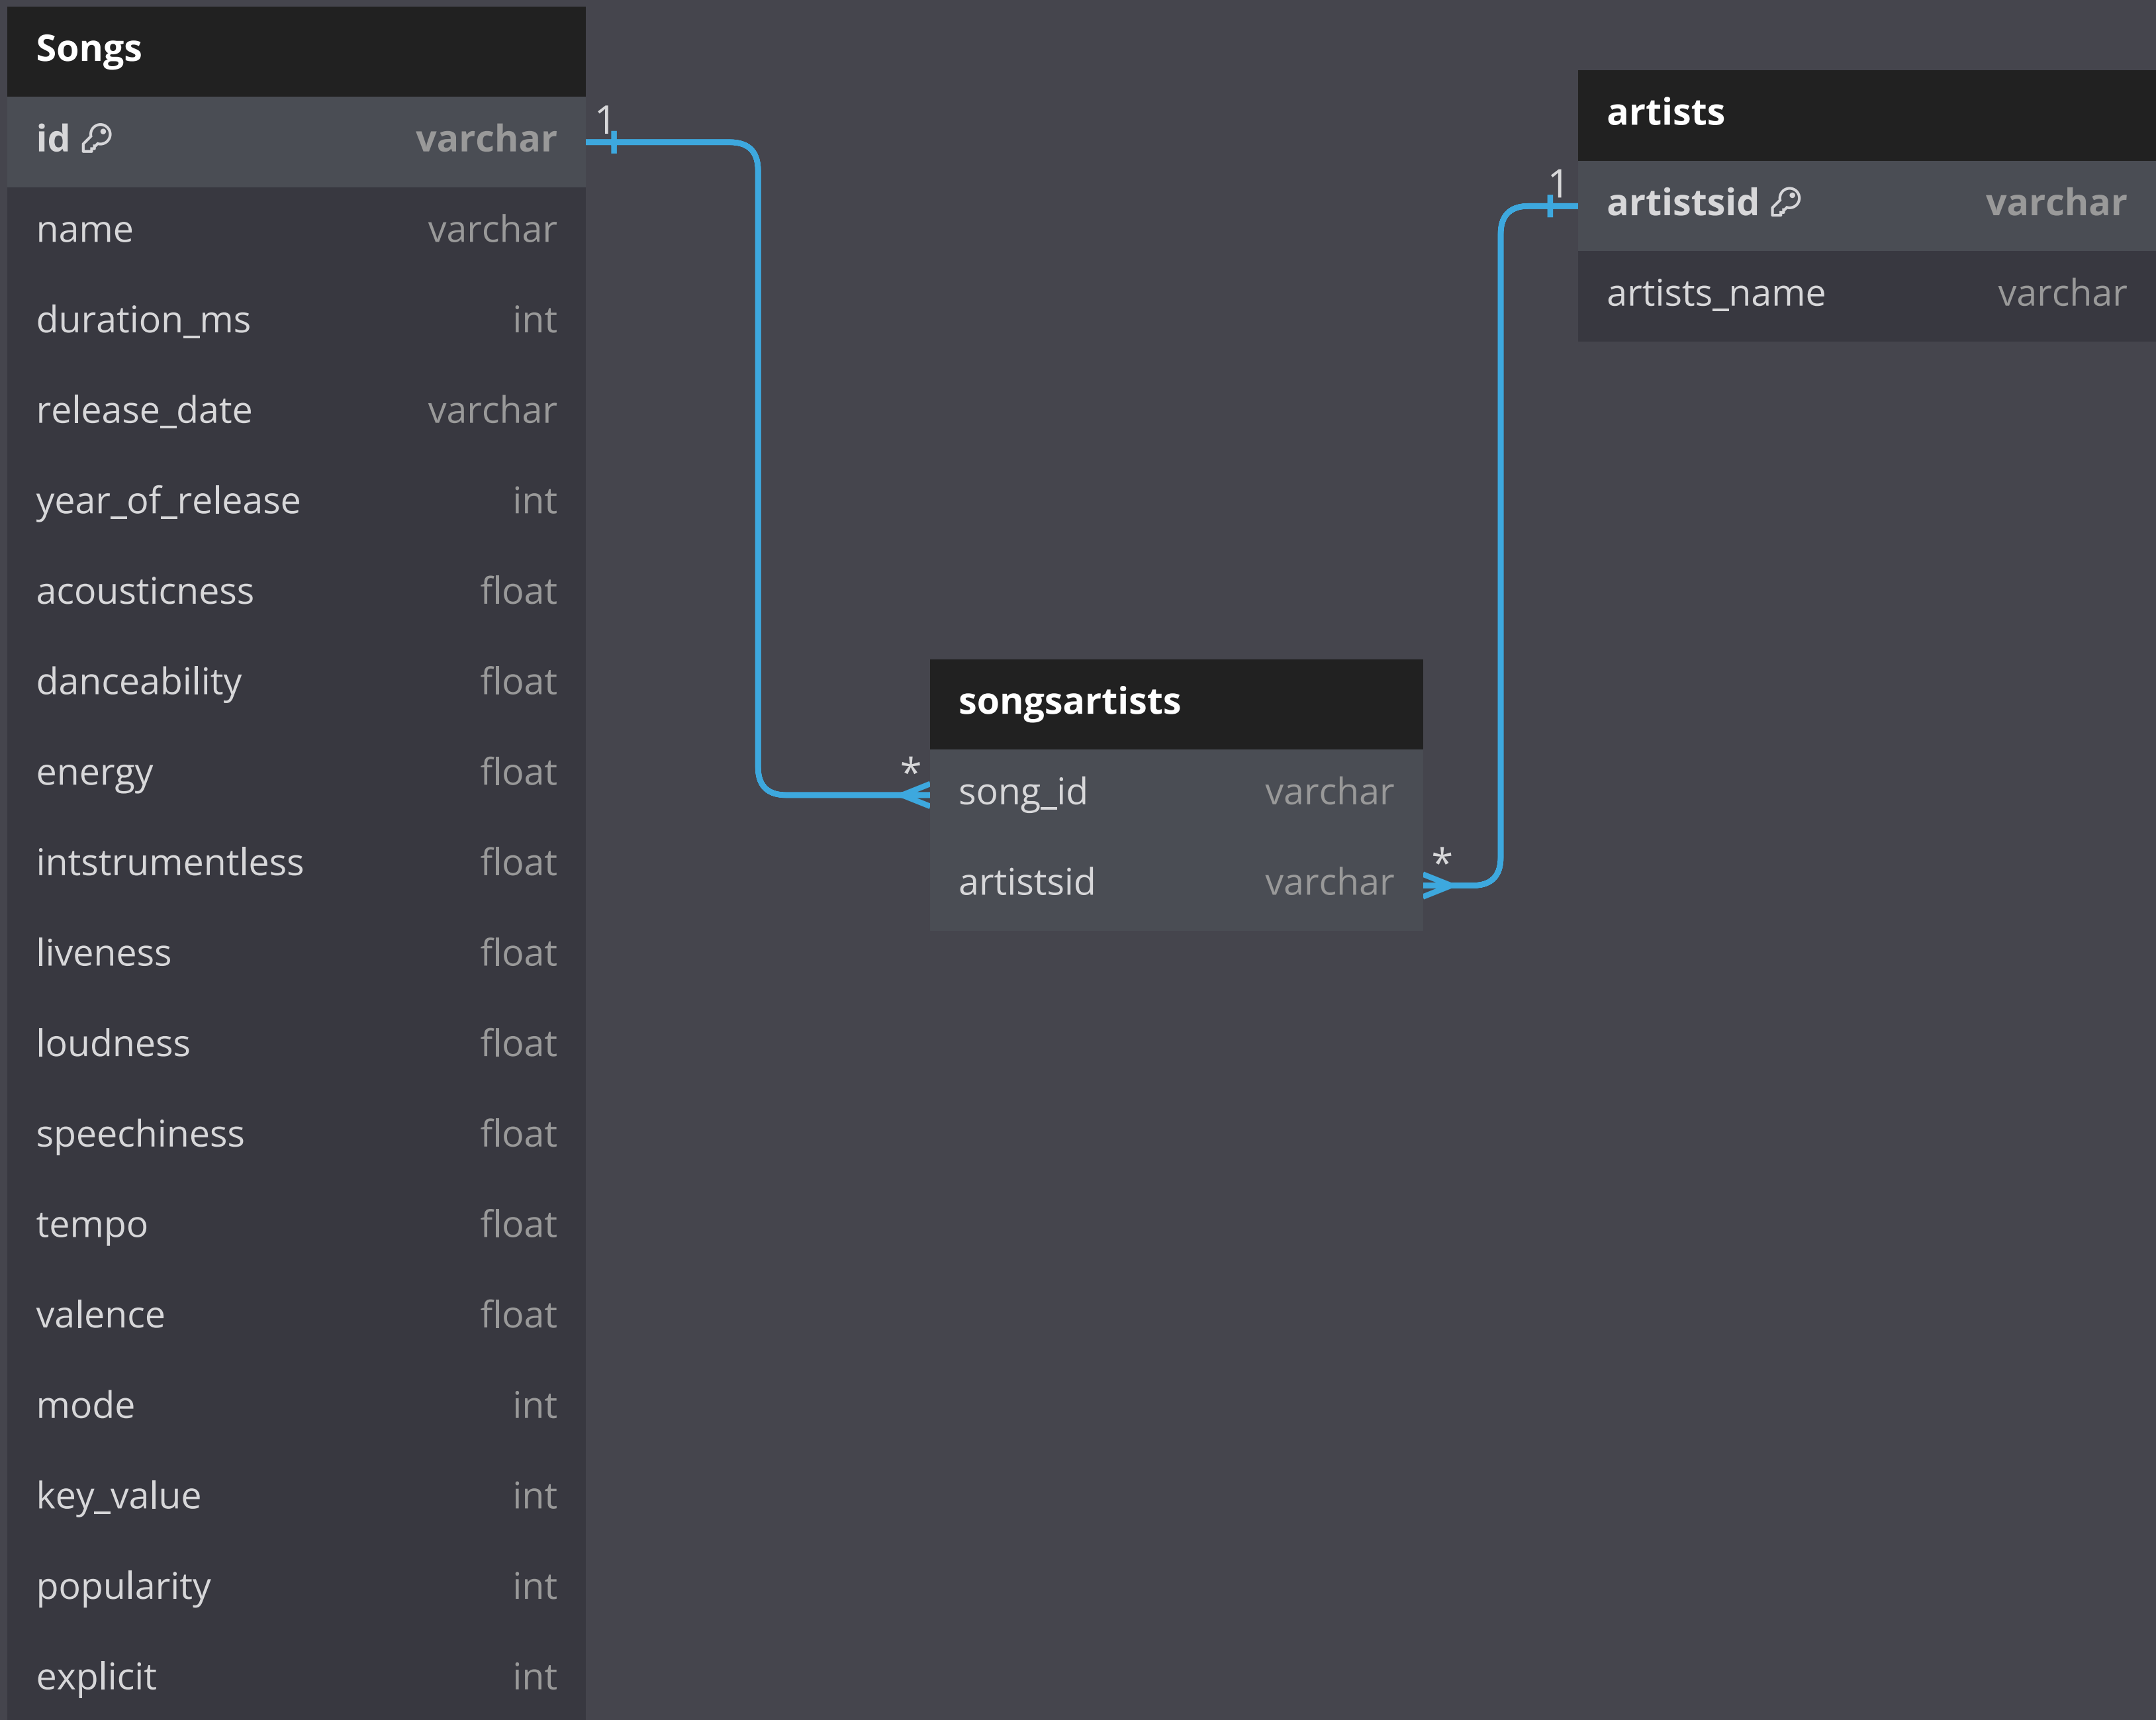 Songs
id varchar
name varchar
duration_ms int
release_date varchar
year_of_release int
acousticness float
danceability float
energy float
intstrumentless float
liveness float
loudness float
speechiness float
tempo float
valence float
mode int
key_value int
popularity int
explicit int
1
*
songsartists
song_id varchar
artistsid varchar
*
1
artists
artistsid varchar
artists_name varchar